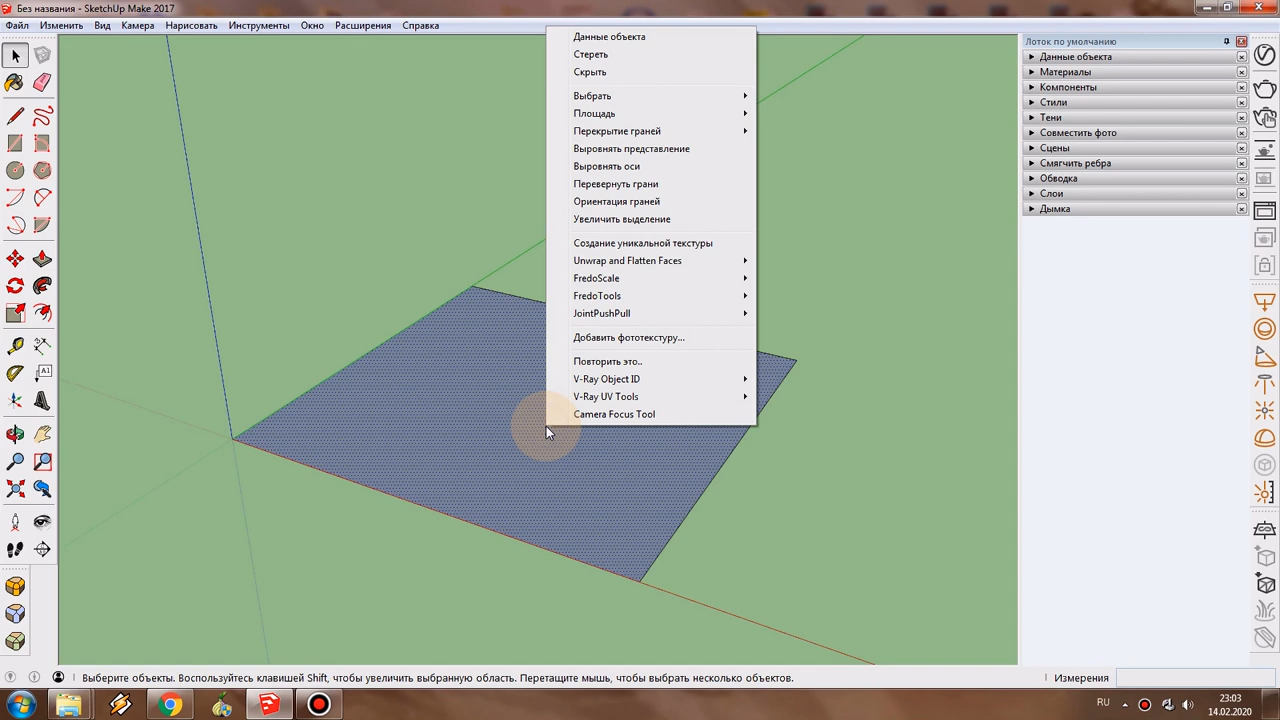 Без названия - SketchUp Make 2017
Файл Изменить Вид Камера Нарисовать Инструменты Окно Расширения Справка
Данные объекта
Стереть
Скрыть
Выбрать
Площадь
Перекрытие граней
Выровнять представление
Выровнять оси
Перевернуть грани
Ориентация граней
Увеличить выделение
Создание уникальной текстуры
Unwrap and Flatten Faces
FredoScale
FredoTools
JointPushPull
Добавить фототекстуру...
Повторить это..
V-Ray Object ID
V-Ray UV Tools
Camera Focus Tool
Лоток по умолчанию
Данные объекта
Материалы
Компоненты
Стили
Тени
Совместить фото
Сцены
Смягчить ребра
Обводка
Слои
Дымка
A1
Выберите объекты. Воспользуйтесь клавишей Shift, чтобы увеличить выбранную область. Перетащите мышь, чтобы выбрать несколько объектов.
Измерения
RU
23:03
14.02.2020